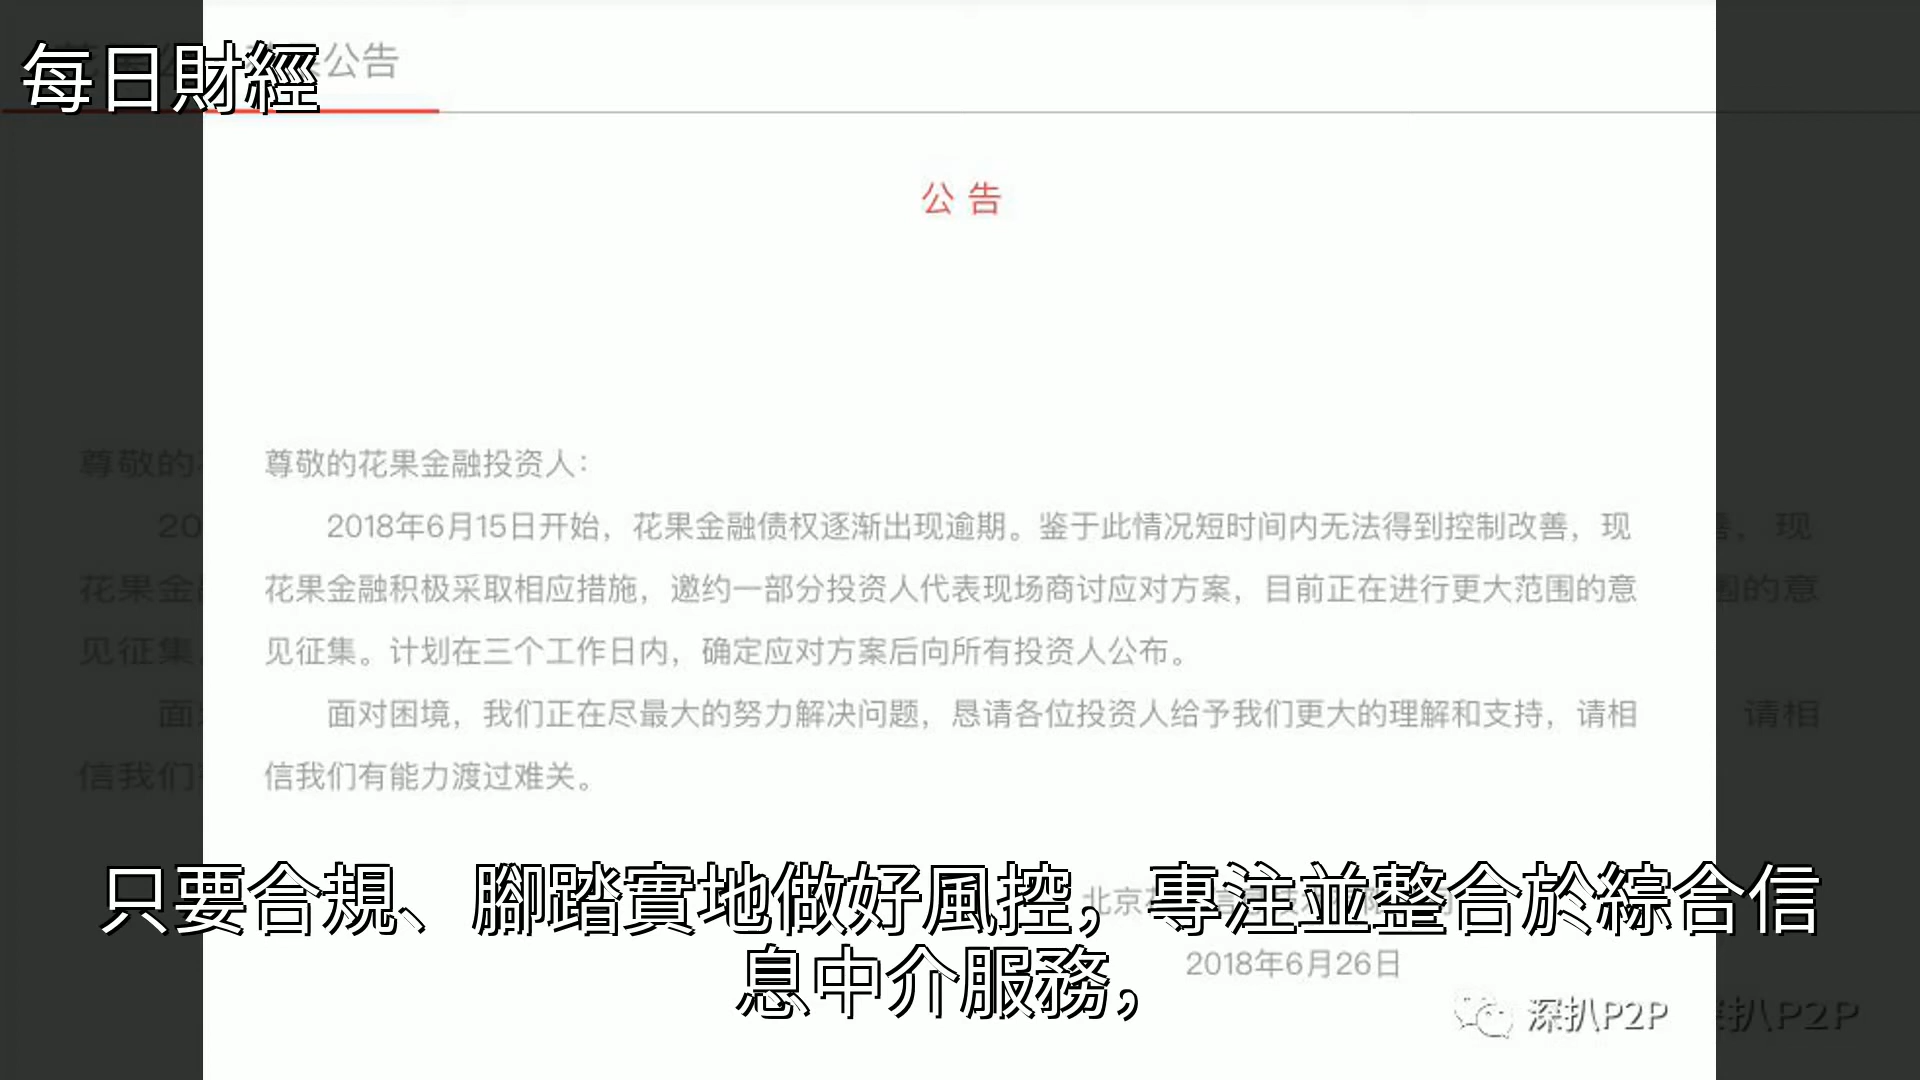 每日財經
公告
公告
尊敬的花果金融投资人：
2018年6月15日开始，花果金融债权逐渐出现逾期。鉴于此情况短时间内无法得到控制改善，现
花果金融积极采取相应措施，邀约一部分投资人代表现场商讨应对方案，目前正在进行更大范围的意
见征集。计划在三个工作日内，确定应对方案后向所有投资人公布。
面对困境，我们正在尽最大的努力解决问题，恳请各位投资人给予我们更大的理解和支持，请相
信我们有能力渡过难关。
北京
只要合規、腳踏實地做好風控，專注並整合於綜合信
息中介服務，
2018年6月26日
深扒P2P